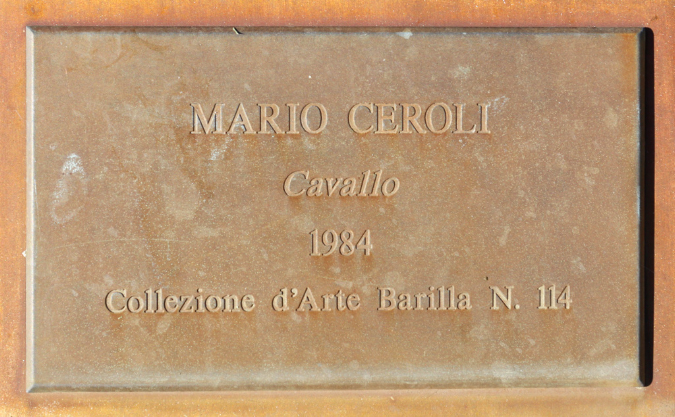 MARIO CEROLI
Cavallo
1984
Collezione d'Arte Barilla N. 114